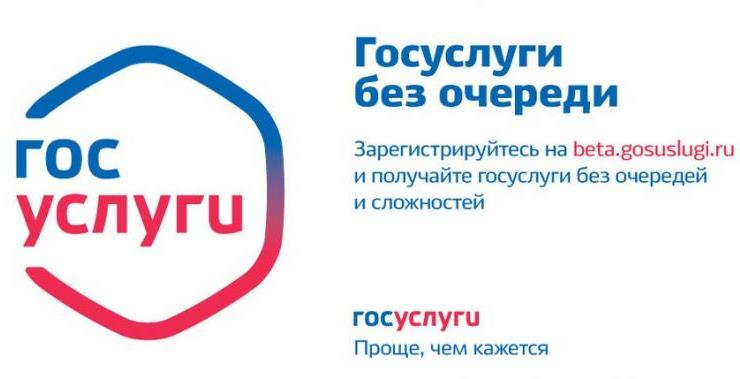 гос
услуги
Госуслуги
без очереди
Зарегистрируйтесь на beta.gosuslugi.ru
и получайте госуслуги без очередей
и сложностей
госуслуги
Проще, чем кажется